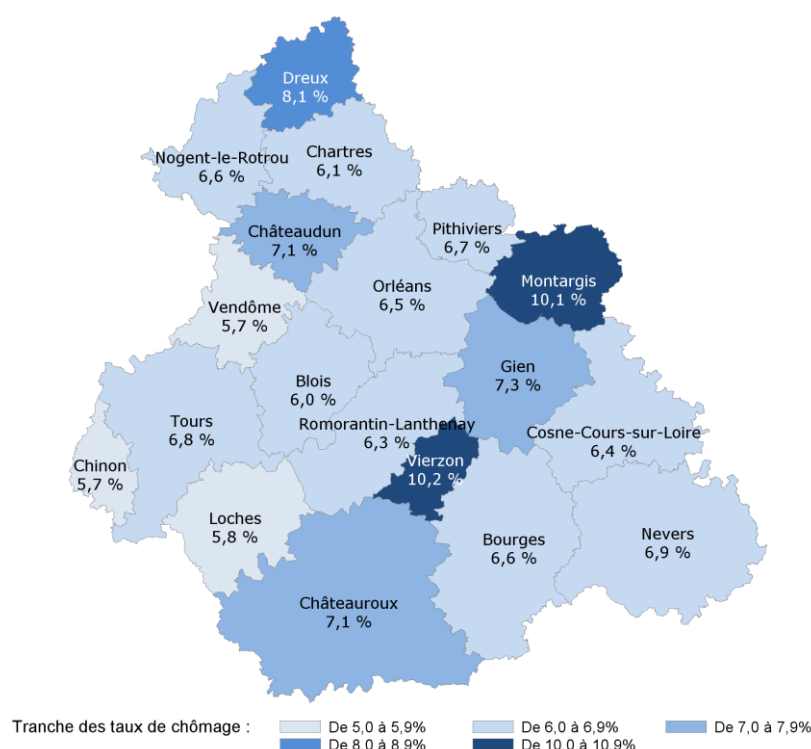 Dreux
8,1 %
Nogent-le-Rotrou
6,6 %
Chartres
6,1 %
Châteaudun
7,1 %
Pithiviers
6,7 %
Orléans
6,5 %
Montargis
10,1 %
Vendôme
5,7 %
Gien
7,3 %
Blois
6,0 %
Tours
6,8 %
Romorantin-Lanthenay
6,3 %
Cosne-Cours-sur-Loire
6,4 %
Chinon
5,7 %
Vierzon
10,2 %
Loches
5,8 %
Bourges
6,6 %
Nevers
6,9 %
Châteauroux
7,1 %
Tranche des taux de chômage : De 5,0 à 5,9% De 6,0 à 6,9% De 7,0 à 7,9%
De 8,0 à 8,9% De 10,0 à 10,9%